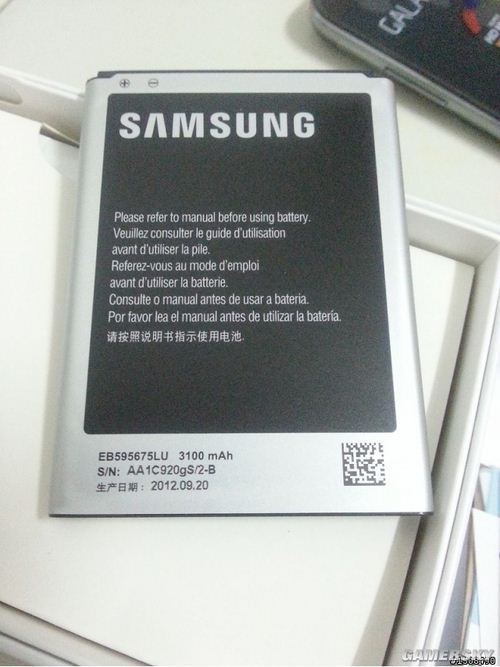 GALA
SAMSUNG
Please refer to manual before using battery.
Veuillez consulter le guide d'utilisation
avant d'utiliser la pile.
Referez-vous au mode d'emploi
avant d'utiliser la batterie.
Consulte o manual antes de usar a bateria.
Por favor lea el manual antes de utilizar la batería.
请按照说明书指示使用电池.
EB595675LU 3100 mAh
S/N: AA1C920gS/2-B
生产日期: 2012.09.20
GAMERSKY